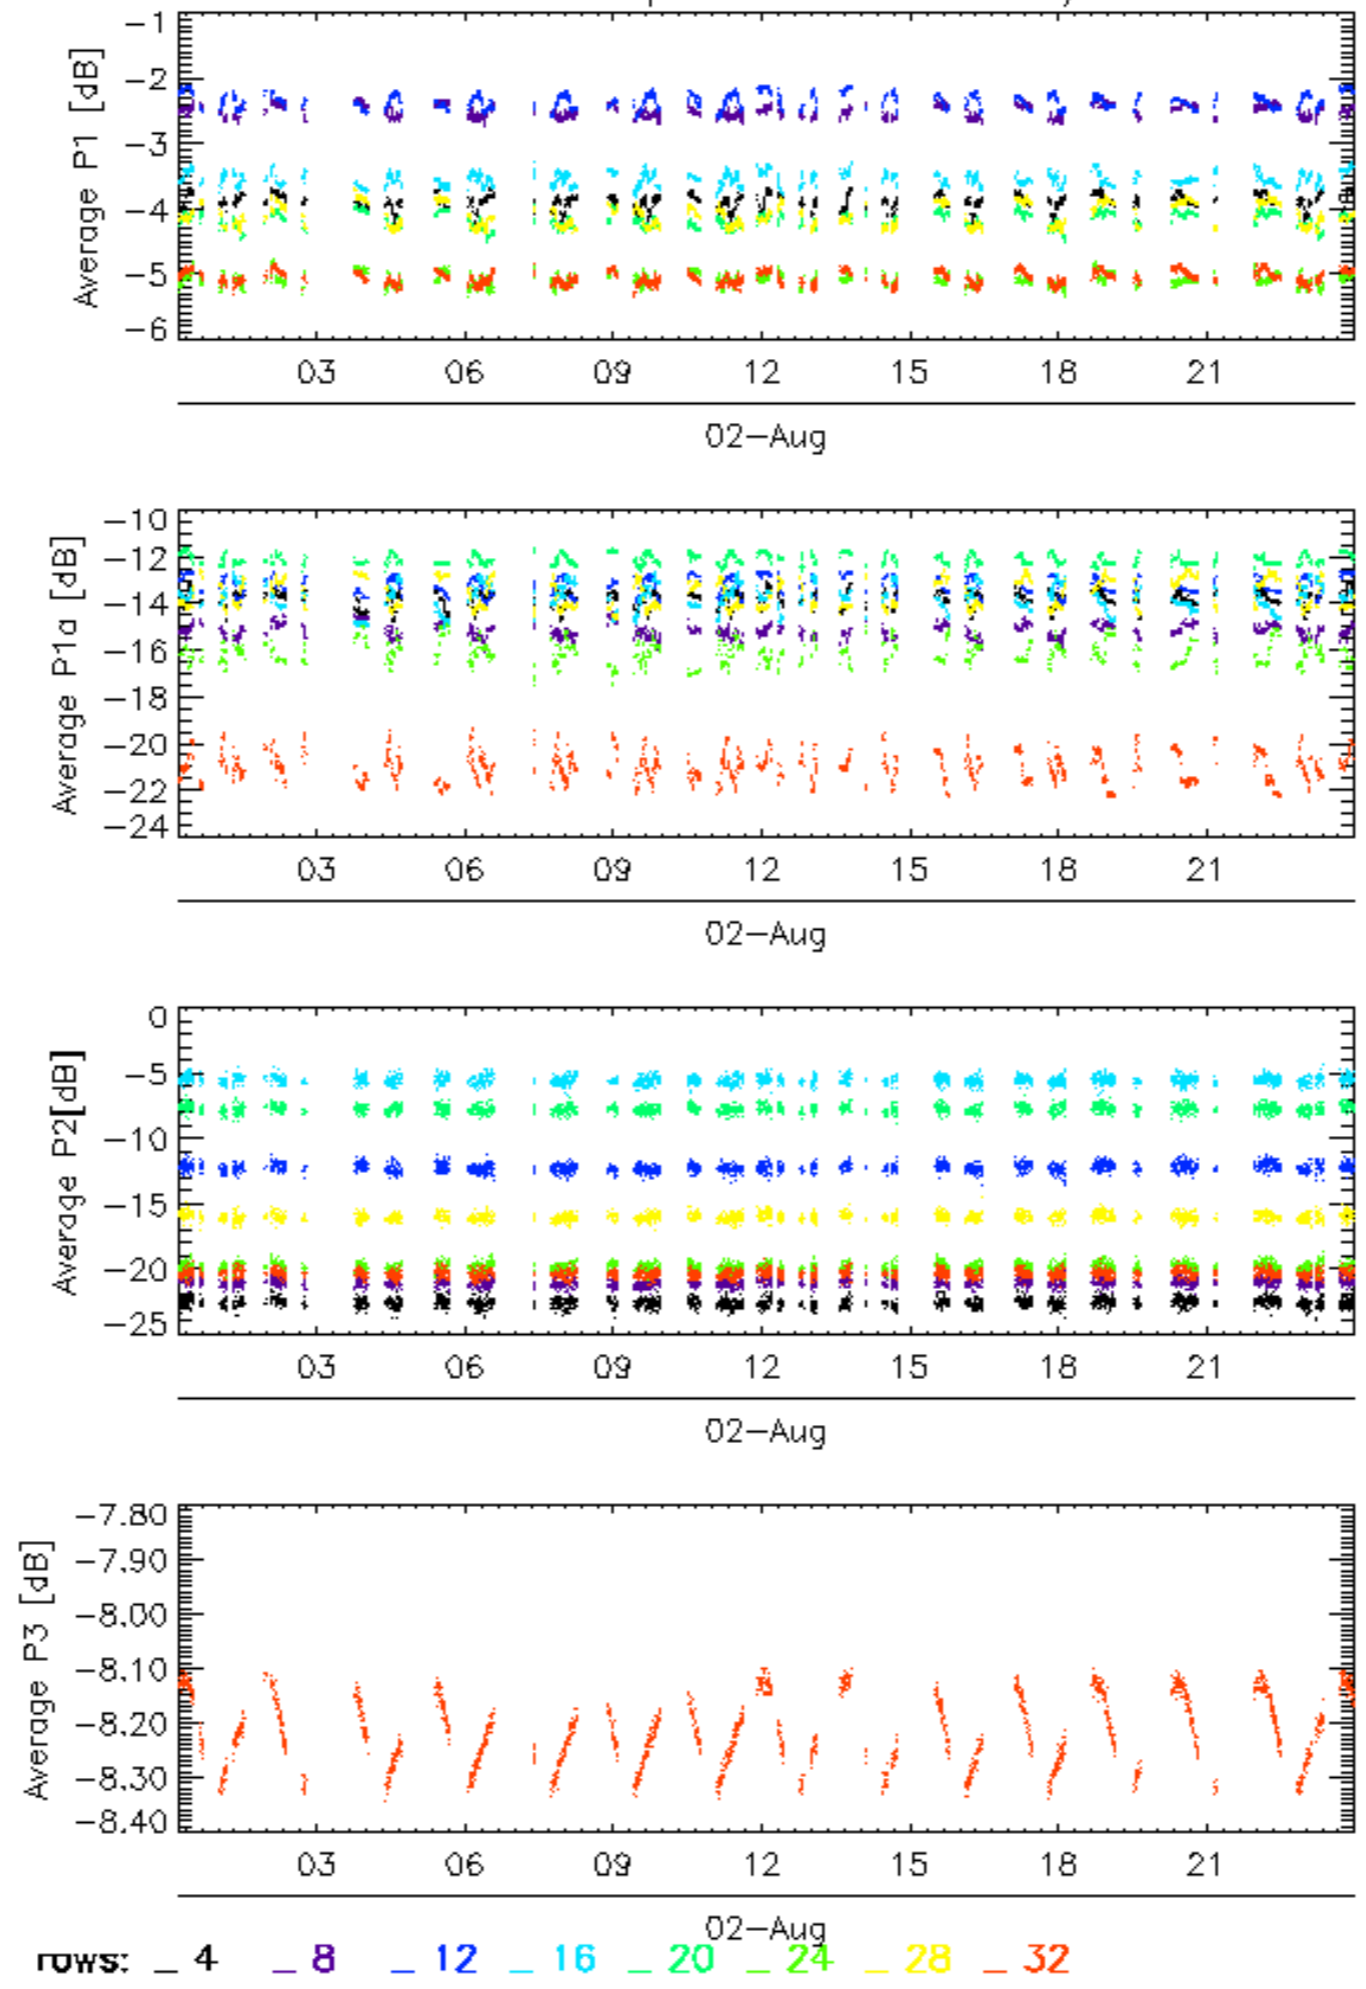 Average P1 [dB]
−1
−2
−3
−4
−5
−6
03 06 09 12 15 18 21
02−Aug
Average P1a [dB]
−10
−12
−14
−16
−18
−20
−22
−24
03 06 09 12 15 18 21
02−Aug
Average P2[dB]
0
−5
−10
−15
−20
−25
03 06 09 12 15 18 21
02−Aug
Average P3 [dB]
−7.80
−7.90
−8.00
−8.10
−8.20
−8.30
−8.40
03 06 09 12 15 18 21
02−Aug
rows: _ 4 _ 8 _ 12 _ 16 _ 20 _ 24 _ 28 _ 32